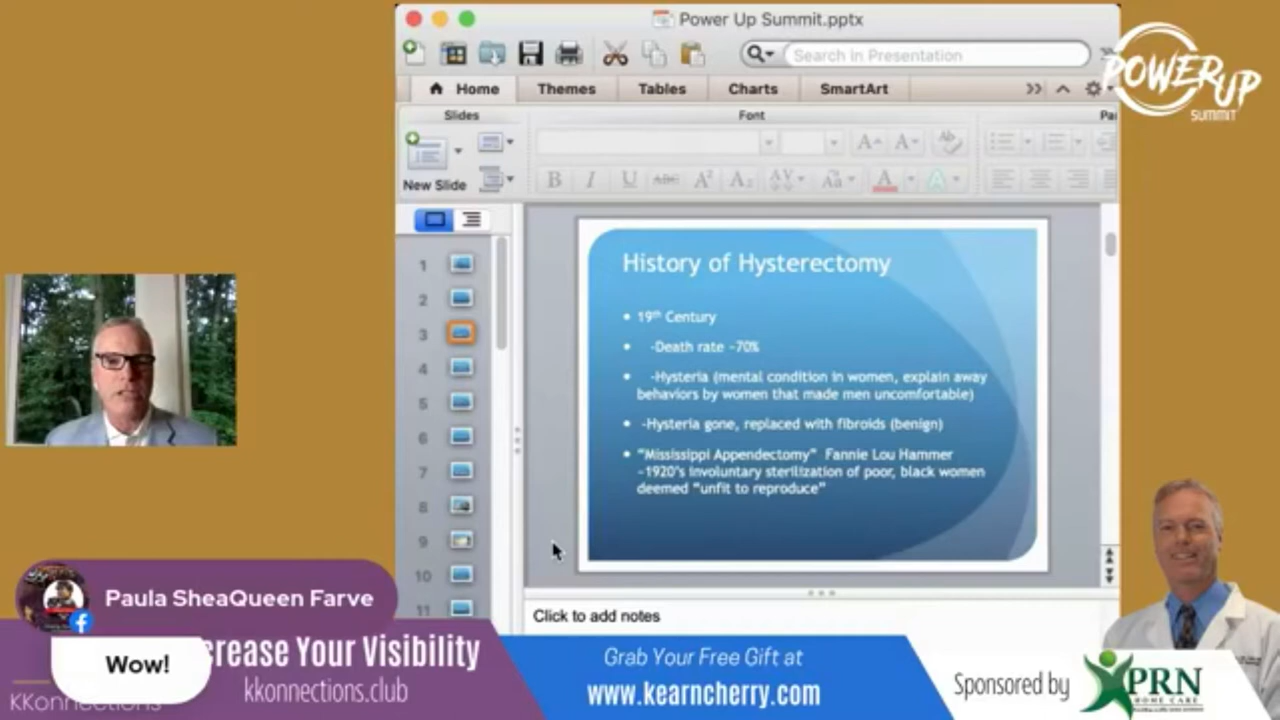 Power Up Summit.pptx
Search in Presentation
POWER UP
SUMMIT
Home
Themes
Tables
Charts
SmartArt
Slides
Font
New Slide
1
2
3
4
5
6
7
8
9
10
11
History of Hysterectomy
• 19th Century
• -Death rate ~70%
• -Hysteria (mental condition in women, explain away
behaviors by women that made men uncomfortable)
• -Hysteria gone, replaced with fibroids (benign)
• "Mississippi Appendectomy" Fannie Lou Hammer
~1920's involuntary sterilization of poor, black women
deemed "unfit to reproduce"
Click to add notes
Paula SheaQueen Farve
Wow!
crease Your Visibility
kkonnections.club
KKonnections
Grab Your Free Gift at
www.kearncherry.com
Sponsored by
PRN
HOME CARE